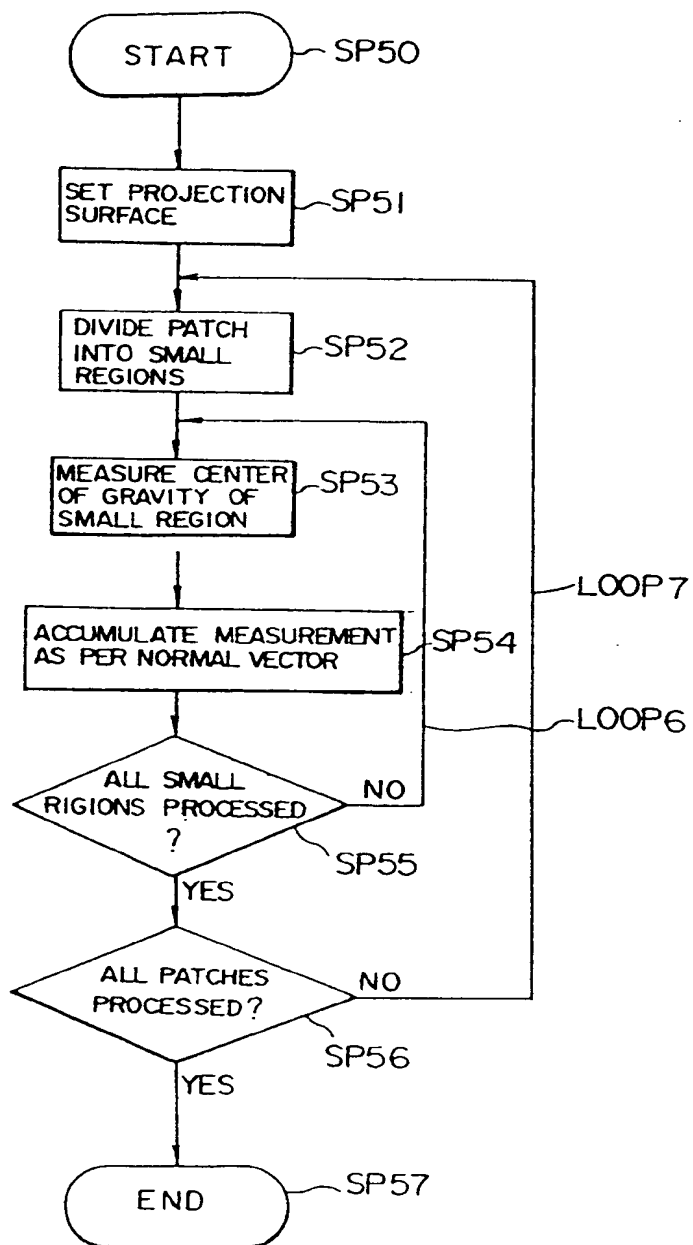 START
SP50
SET PROJECTION
SURFACE
SP51
DIVIDE PATCH
INTO SMALL
REGIONS
SP52
MEASURE CENTER
OF GRAVITY OF
SMALL REGION
SP53
LOOP7
ACCUMULATE MEASUREMENT
AS PER NORMAL VECTOR
SP54
LOOP6
ALL SMALL
RIGIONS PROCESSED
?
NO
SP55
YES
ALL PATCHES
PROCESSED?
NO
SP56
YES
END
SP57